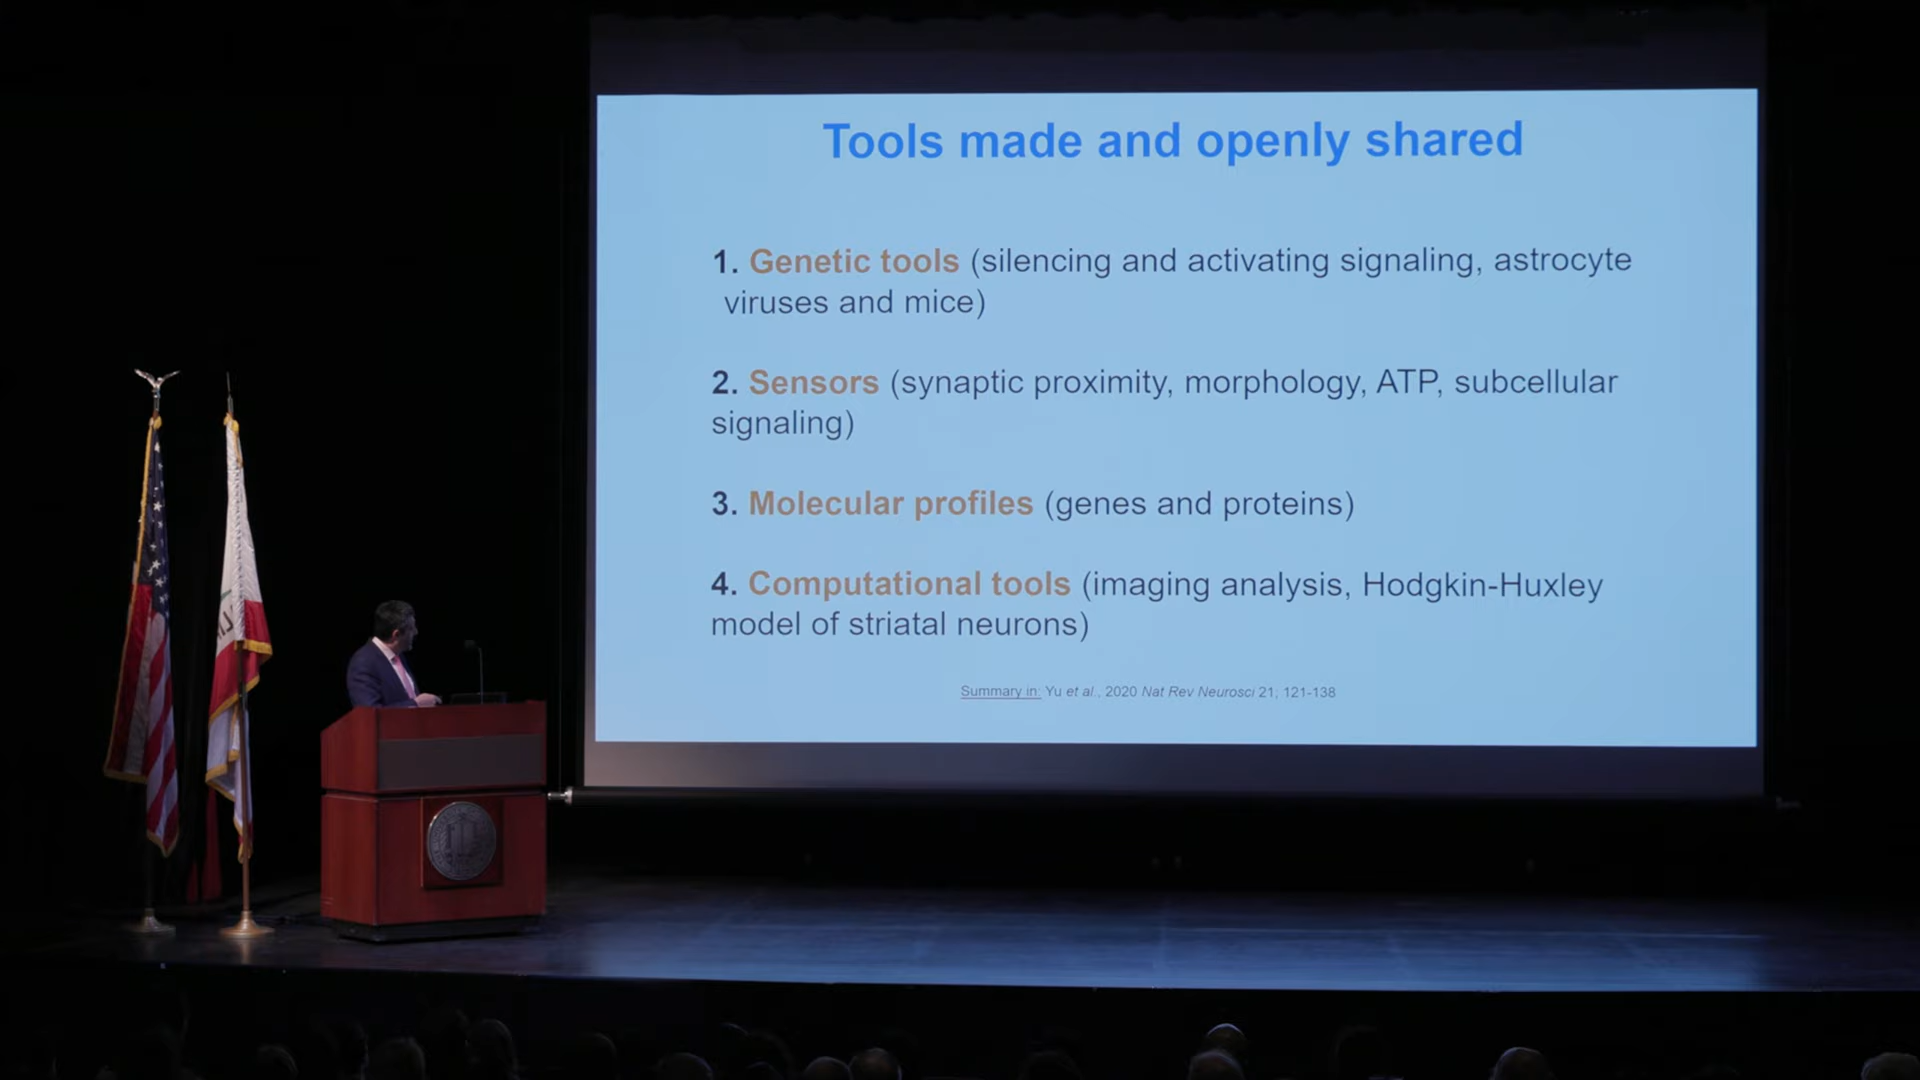 Tools made and openly shared
1. Genetic tools (silencing and activating signaling, astrocyte
viruses and mice)
2. Sensors (synaptic proximity, morphology, ATP, subcellular
signaling)
3. Molecular profiles (genes and proteins)
4. Computational tools (imaging analysis, Hodgkin-Huxley
model of striatal neurons)
Summary in: Yu et al., 2020 Nat Rev Neurosci 21; 121-138